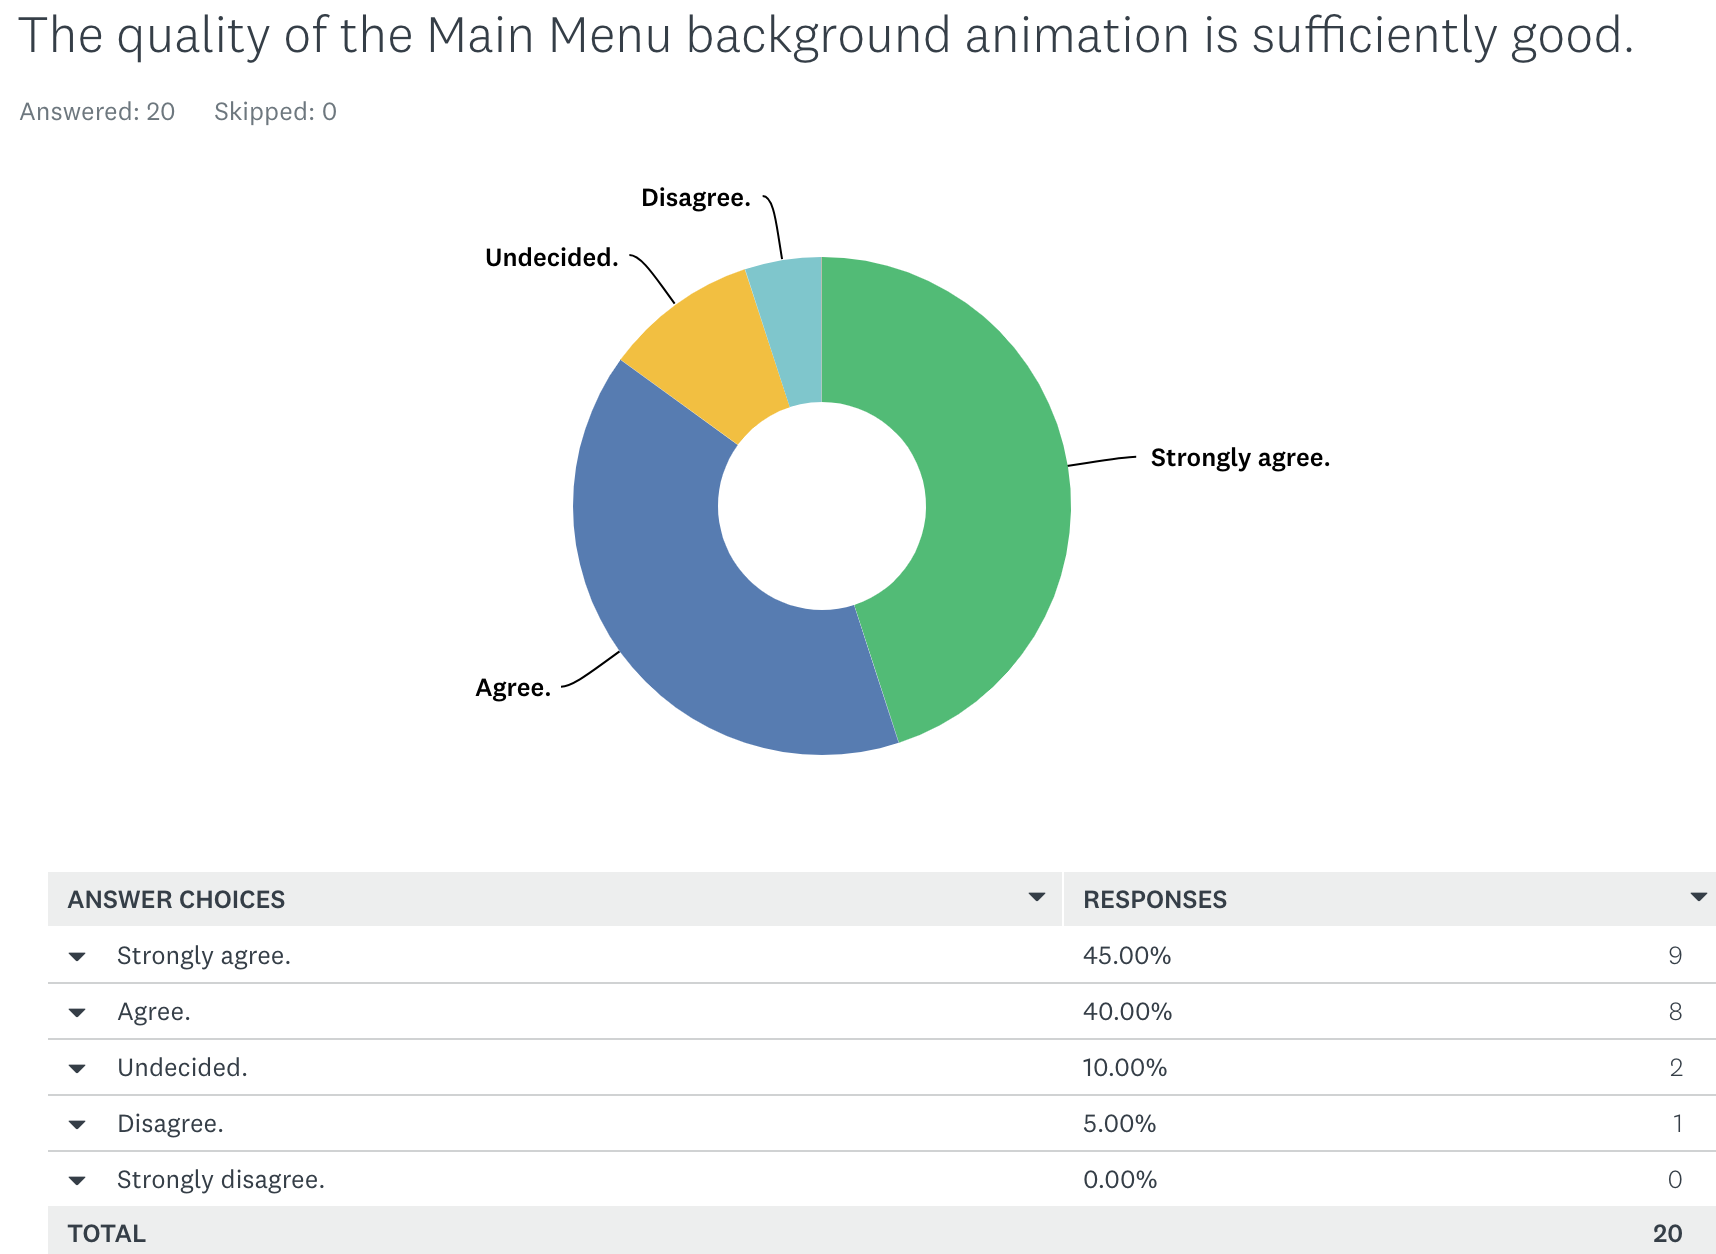 The quality of the Main Menu background animation is sufficiently good.
Answered: 20 Skipped: 0
Disagree.
Undecided.
Strongly agree.
Agree.
ANSWER CHOICES RESPONSES
Strongly agree. 45.00% 9
Agree. 40.00% 8
Undecided. 10.00% 2
Disagree. 5.00% 1
Strongly disagree. 0.00% 0
TOTAL 20